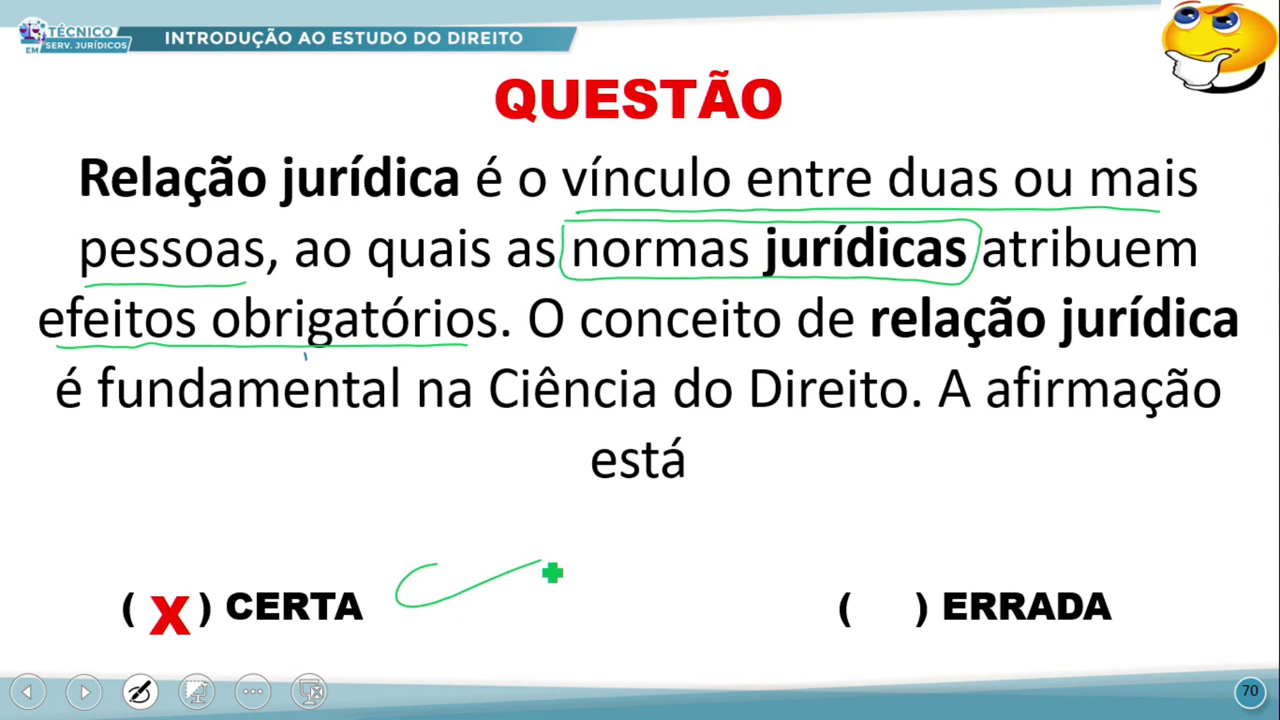 TÉCNICO
EM SERV. JURÍDICOS
INTRODUÇÃO AO ESTUDO DO DIREITO
QUESTÃO
Relação jurídica é o vínculo entre duas ou mais
pessoas, ao quais as normas jurídicas atribuem
efeitos obrigatórios. O conceito de relação jurídica
é fundamental na Ciência do Direito. A afirmação
está
( X ) CERTA
( ) ERRADA
70